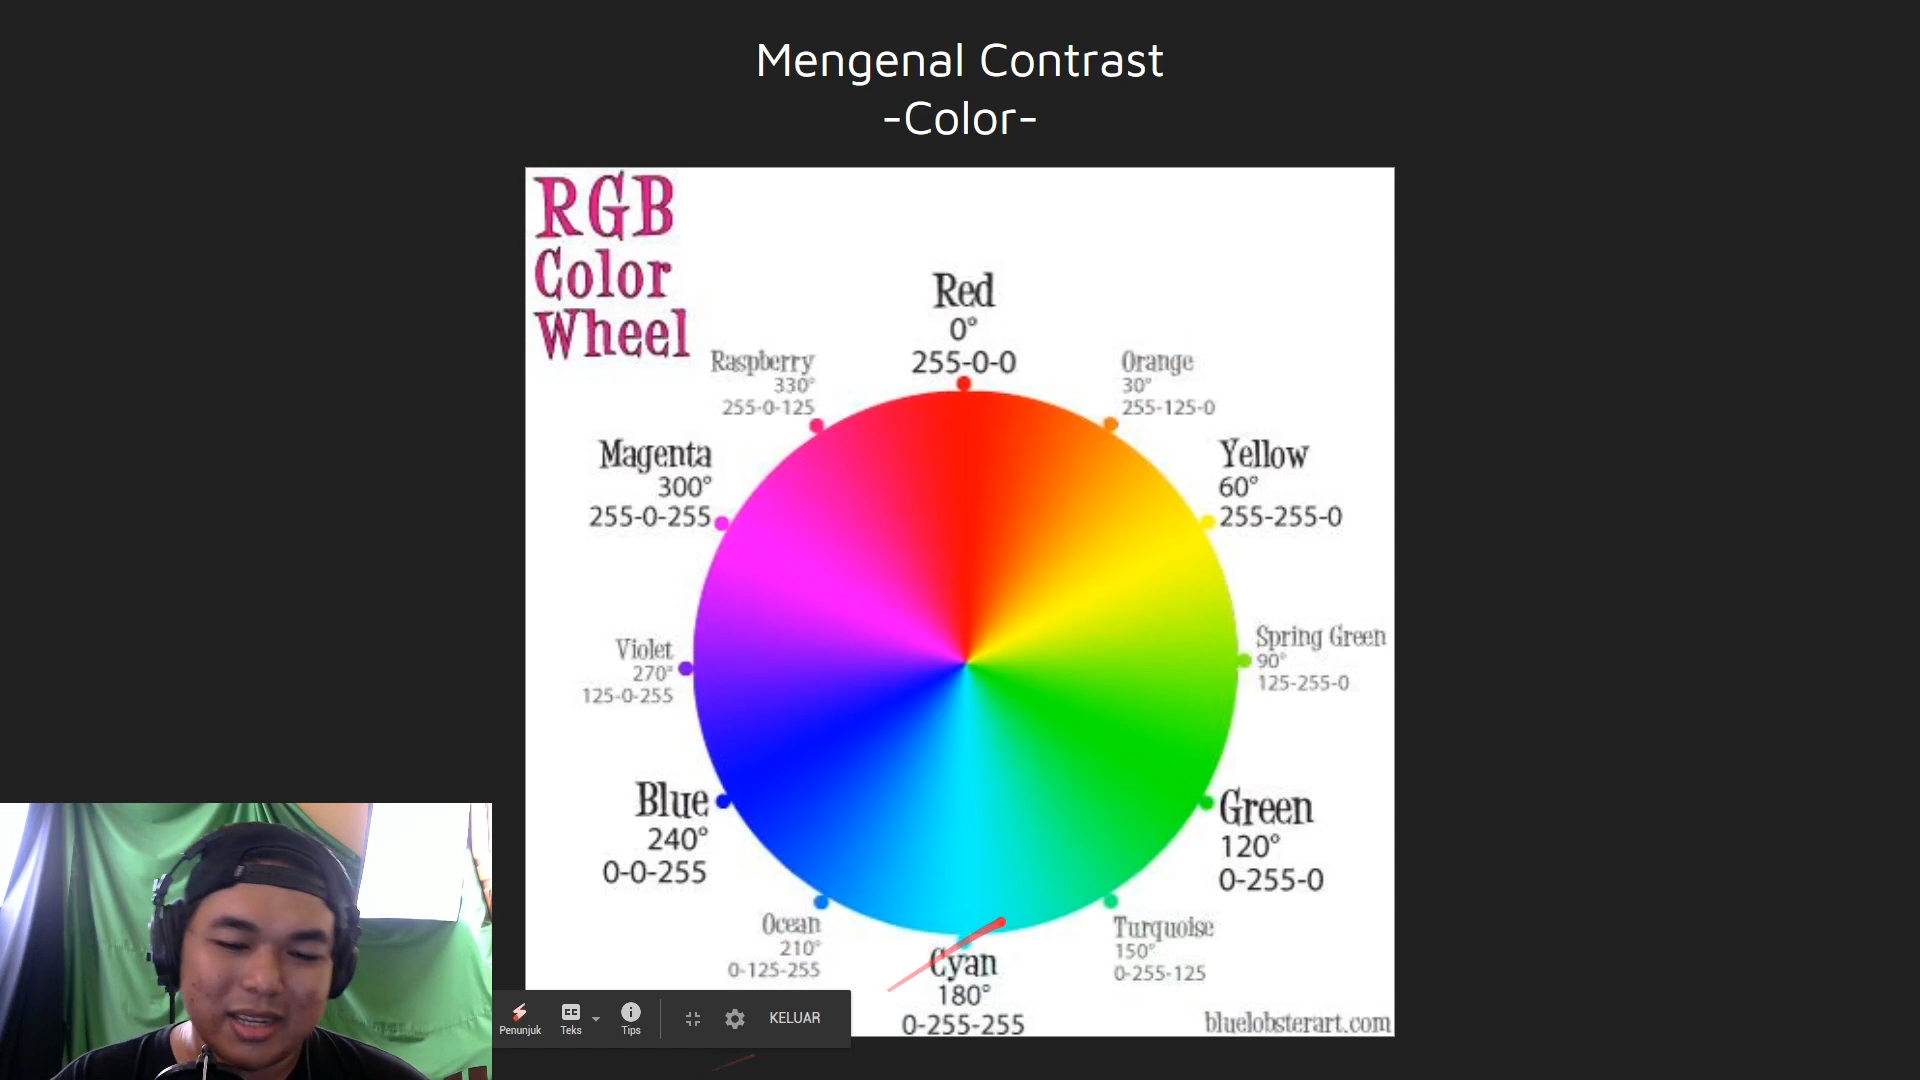 Mengenal Contrast
-Color-
RGB
Color
Wheel
Red
0°
255-0-0
Raspberry
330°
255-0-125
Orange
30°
255-125-0
Magenta
300°
255-0-255
Yellow
60°
255-255-0
Violet
270°
125-0-255
Spring Green
90°
125-255-0
Blue
240°
0-0-255
Green
120°
0-255-0
Ocean
210°
0-125-255
Turquoise
150°
0-255-125
Cyan
180°
0-255-255
bluelobsterart.com
Penunjuk
CC
Teks
Tips
KELUAR